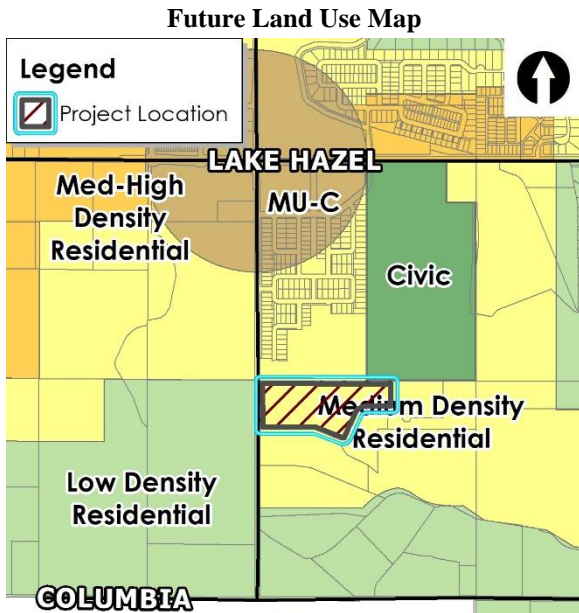 Future Land Use Map
Legend
Project Location
LAKE HAZEL
Med-High
Density
Residential
MU-C
Civic
Medium Density
Residential
Low Density
Residential
COLUMBIA